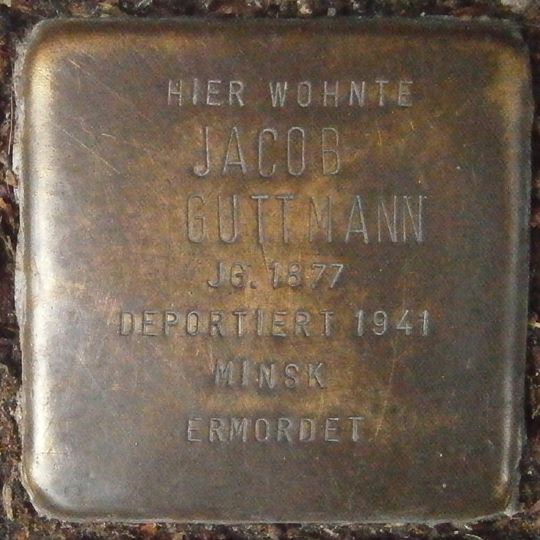 HIER WOHNTE
JACOB
GUTTMANN
JG. 1877
DEPORTIERT 1941
MINSK
ERMORDET